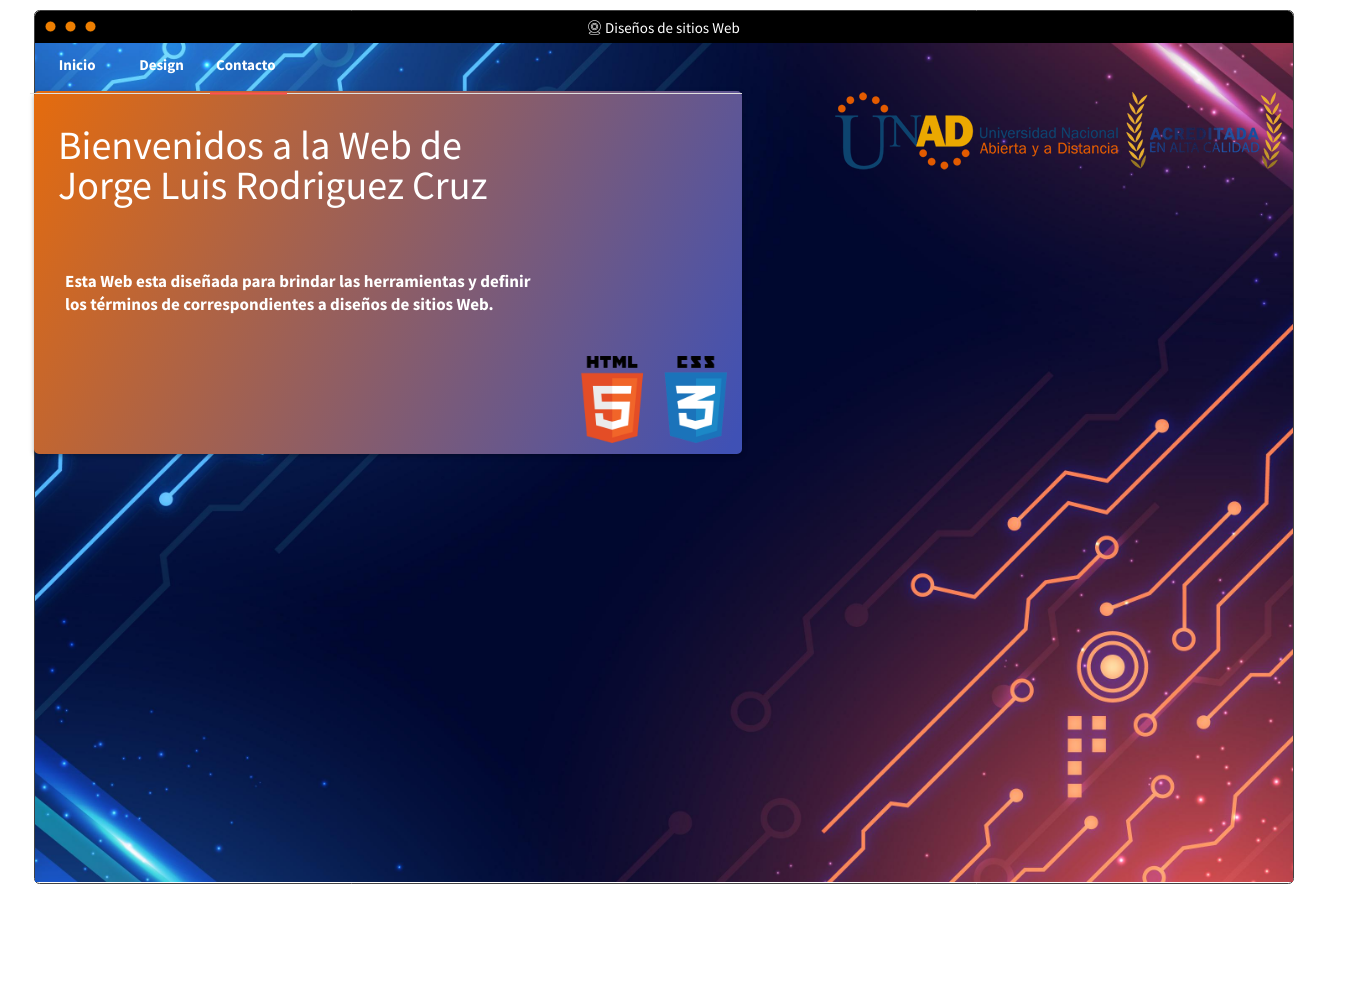 Diseños de sitios Web
Inicio Design Contacto
UNAD Universidad Nacional
Abierta y a Distancia
ACREDITADA
EN ALTA CALIDAD
Bienvenidos a la Web de
Jorge Luis Rodriguez Cruz
Esta Web esta diseñada para brindar las herramientas y definir
los términos de correspondientes a diseños de sitios Web.
HTML CSS
5 3